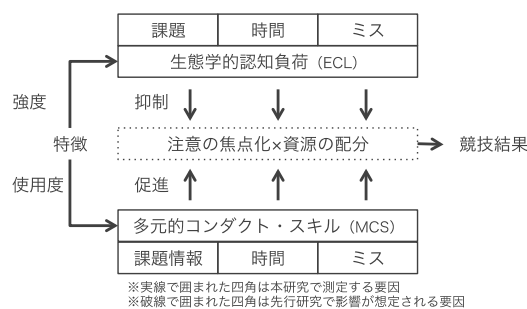 課題 時間 ミス
生態学的認知負荷（ECL）
強度 抑制
特徴 注意の焦点化×資源の配分 競技結果
使用度 促進
多元的コンダクト・スキル（MCS）
課題情報 時間 ミス
※実線で囲まれた四角は本研究で測定する要因
※破線で囲まれた四角は先行研究で影響が想定される要因